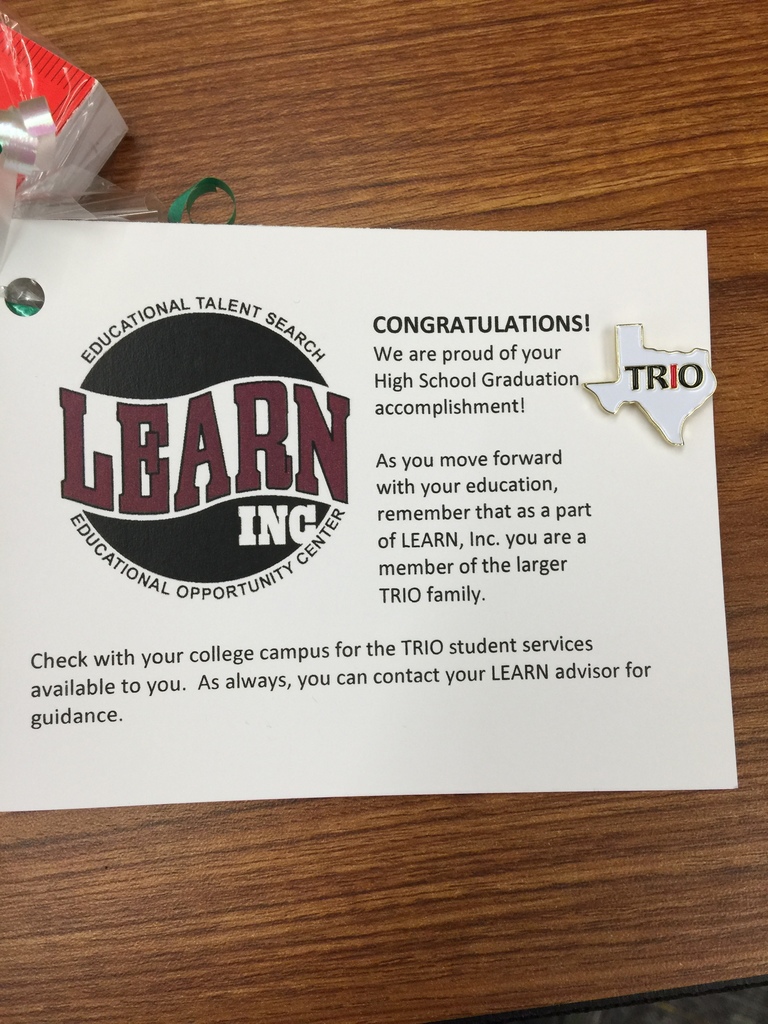 EDUCATIONAL TALENT SEARCH
LEARN
INC
EDUCATIONAL OPPORTUNITY CENTER
CONGRATULATIONS!
We are proud of your
High School Graduation
accomplishment!
TRIO
As you move forward
with your education,
remember that as a part
of LEARN, Inc. you are a
member of the larger
TRIO family.
Check with your college campus for the TRIO student services
available to you. As always, you can contact your LEARN advisor for
guidance.